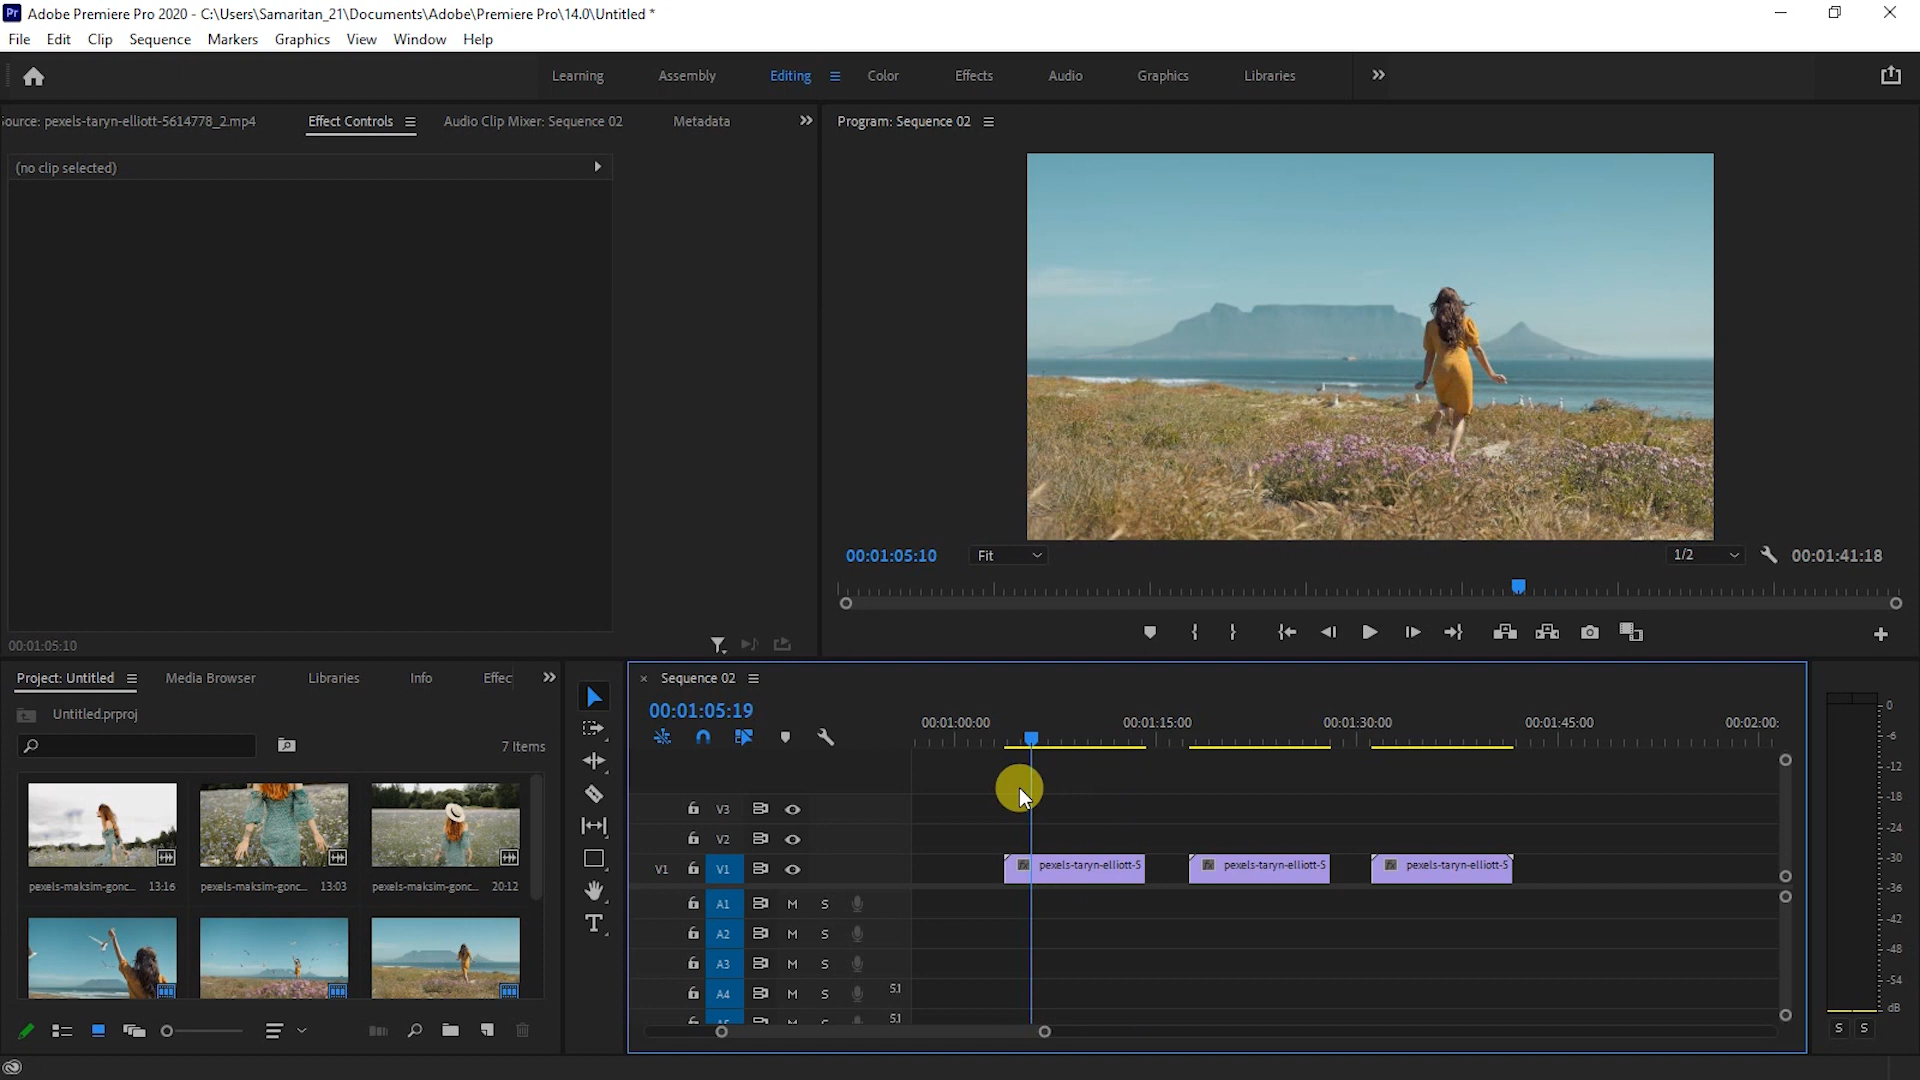 Pr Adobe Premiere Pro 2020 - C:\Users\Samaritan_21\Documents\Adobe\Premiere Pro\14.0\Untitled *
File Edit Clip Sequence Markers Graphics View Window Help
Learning Assembly Editing Color Effects Audio Graphics Libraries
Source: pexels-taryn-elliott-5614778_2.mp4 Effect Controls Audio Clip Mixer: Sequence 02 Metadata
Program: Sequence 02
(no clip selected)
00:01:05:10 Fit 1/2 00:01:41:18
00:01:05:10
Project: Untitled Media Browser Libraries Info Effec
Untitled.prproj
7 Items
pexels-maksim-gonc... 13:16 pexels-maksim-gonc... 13:03 pexels-maksim-gonc... 20:12
Sequence 02
00:01:05:19
00:01:00:00 00:01:15:00 00:01:30:00 00:01:45:00 00:02:00:
V3
V2
V1 V1
pexels-taryn-elliott-5 pexels-taryn-elliott-5 pexels-taryn-elliott-5
A1 M S
A2 M S
A3 M S
A4 M S 5.1
5.1
0
-6
-12
-18
-24
-30
-36
-42
-48
-54
dB
S S